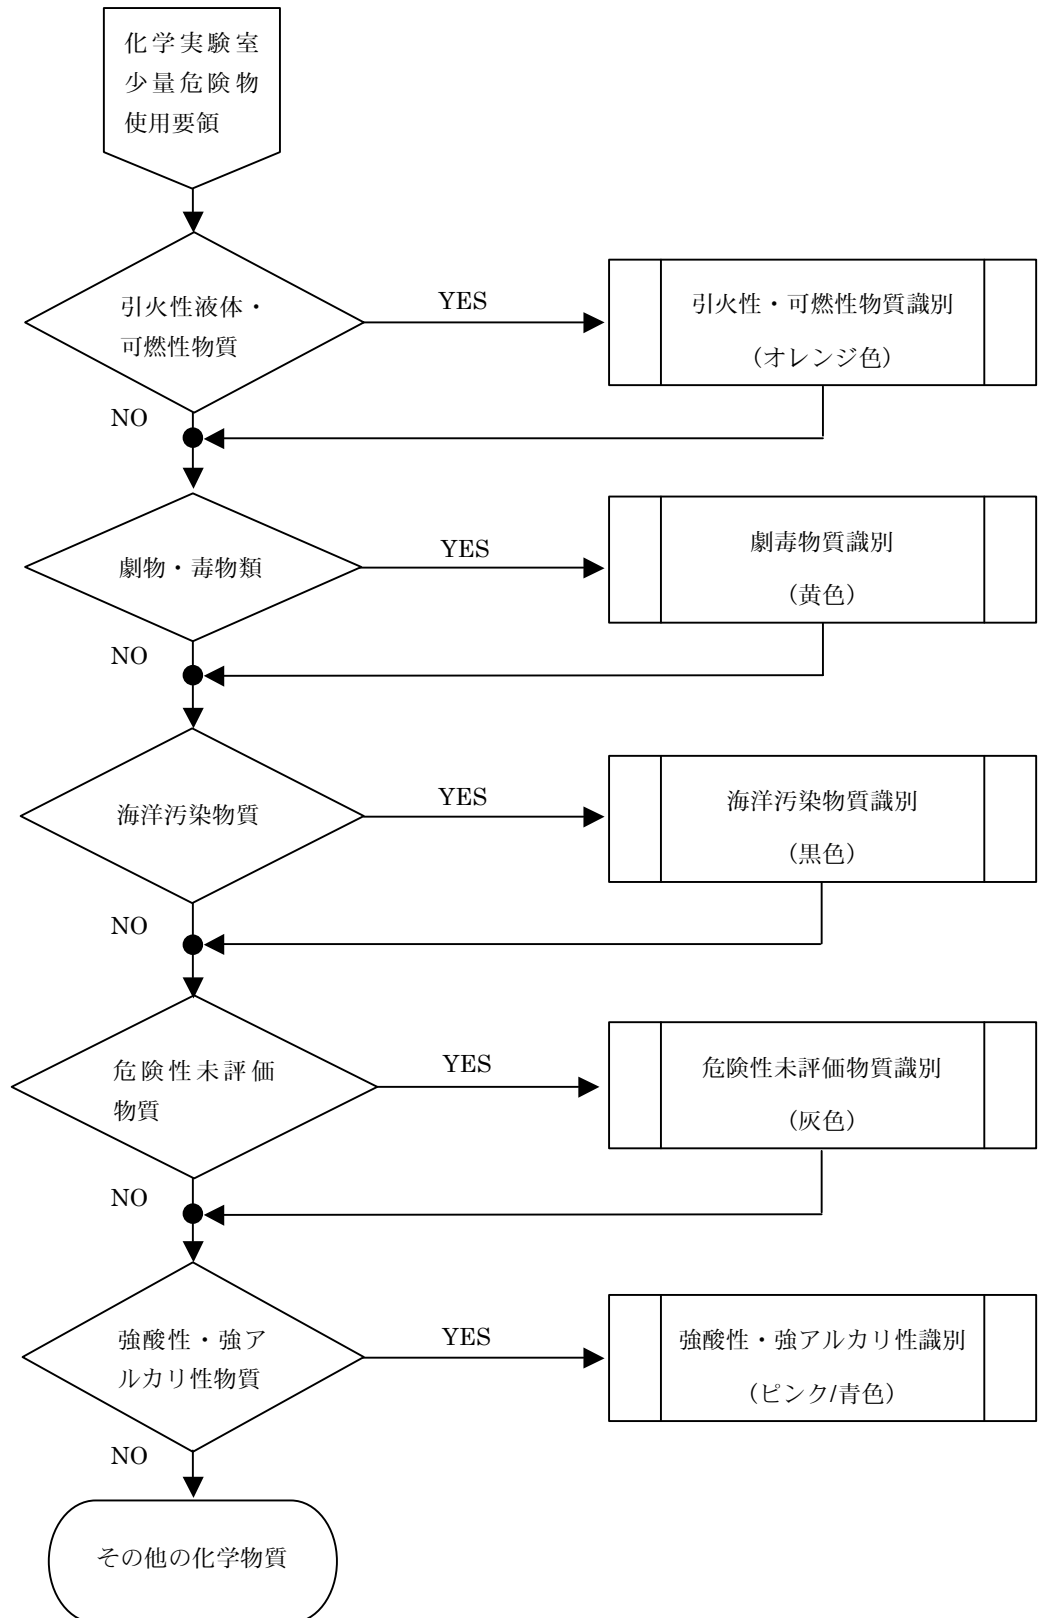 化学実験室
少量危険物
使用要領
引火性液体・
可燃性物質
YES
引火性・可燃性物質識別
（オレンジ色）
NO
劇物・毒物類
YES
劇毒物質識別
（黄色）
NO
海洋汚染物質
YES
海洋汚染物質識別
（黒色）
NO
危険性未評価
物質
YES
危険性未評価物質識別
（灰色）
NO
強酸性・強ア
ルカリ性物質
YES
強酸性・強アルカリ性識別
（ピンク/青色）
NO
その他の化学物質